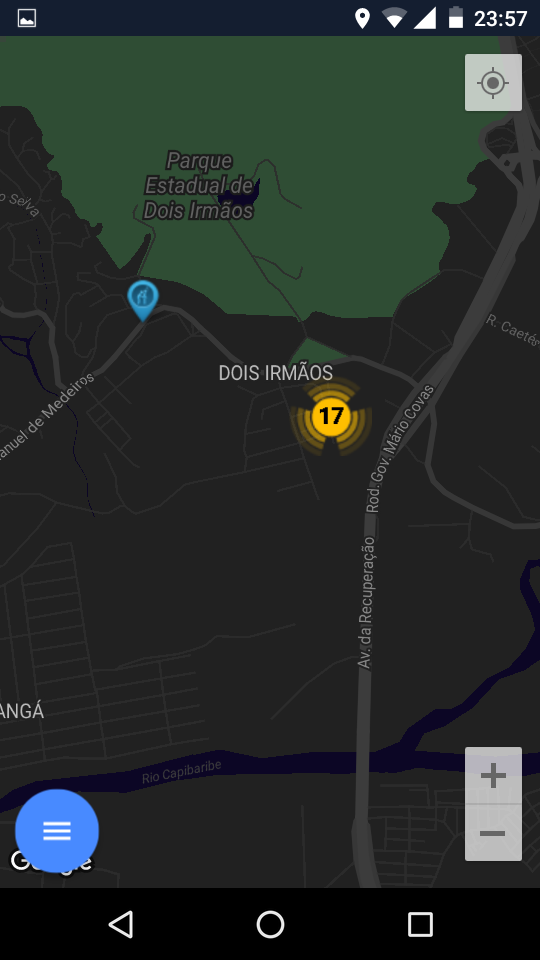 23:57
Parque
Estadual de
Dois Irmãos
o Selva
R. Caetés
DOIS IRMÃOS
17
anuel de Medeiros
Rod. Gov. Mário Covas
Av. da Recuperação
ANGÁ
Rio Capibaribe